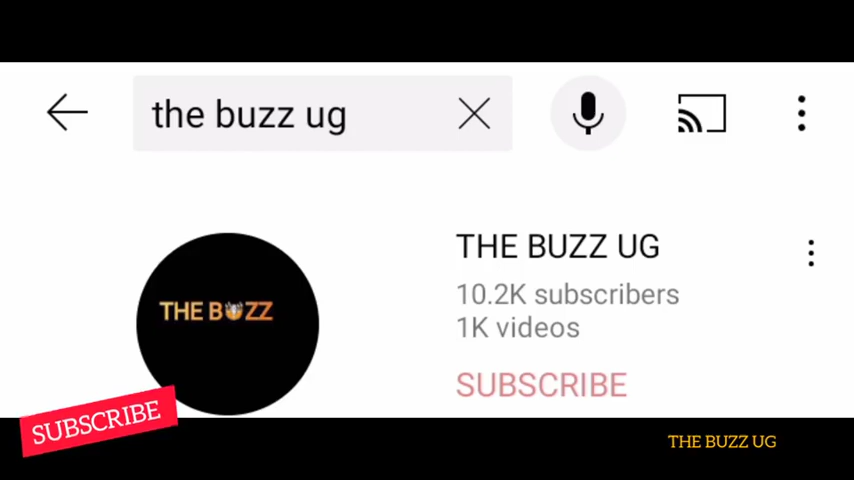 the buzz ug
THE BUZZ UG
THE BUZZ
10.2K subscribers
1K videos
SUBSCRIBE
SUBSCRIBE
THE BUZZ UG